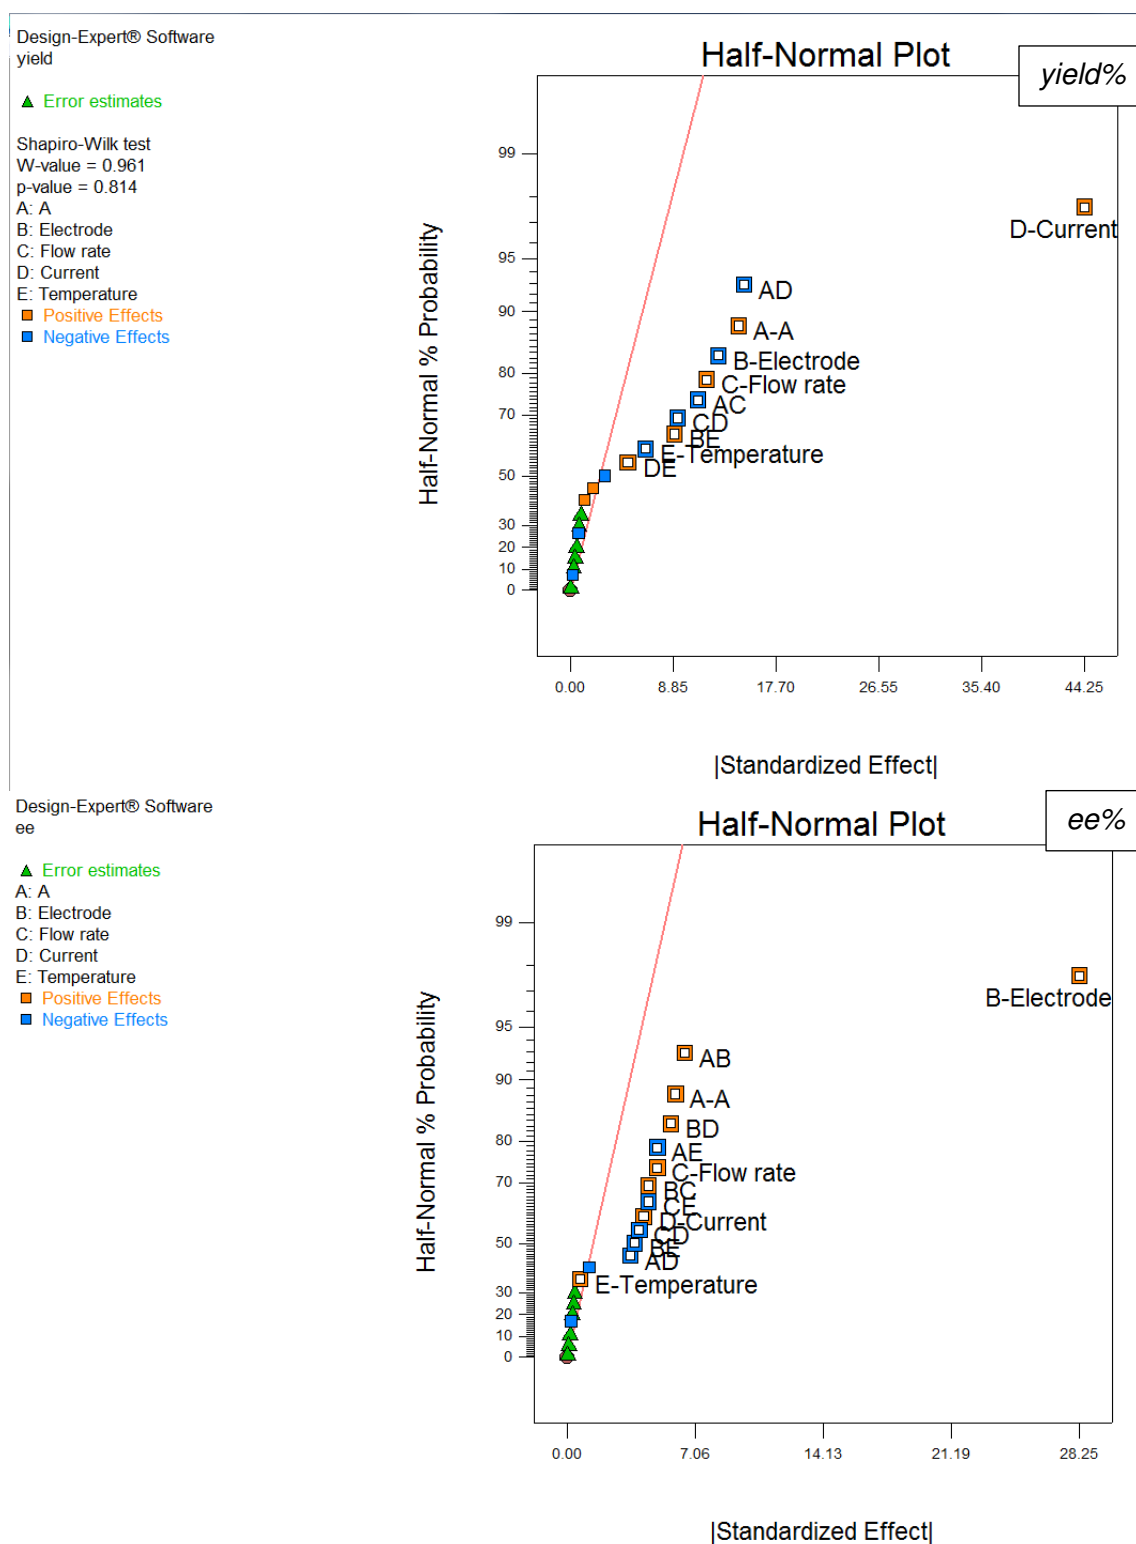 Design-Expert® Software
yield
Error estimates
Shapiro-Wilk test
W-value = 0.961
p-value = 0.814
A: A
B: Electrode
C: Flow rate
D: Current
E: Temperature
Positive Effects
Negative Effects
Half-Normal Plot
yield%
Half-Normal % Probability
99
95
90
80
70
50
30
20
10
0
D-Current
AD
A-A
B-Electrode
C-Flow rate
AC
CD
BE
E-Temperature
DE
0.00 8.85 17.70 26.55 35.40 44.25
|Standardized Effect|
Design-Expert® Software
ee
Error estimates
A: A
B: Electrode
C: Flow rate
D: Current
E: Temperature
Positive Effects
Negative Effects
Half-Normal Plot
ee%
Half-Normal % Probability
99
95
90
80
70
50
30
20
10
0
B-Electrode
AB
A-A
BD
AE
C-Flow rate
BC
CE
D-Current
CD
BE
AD
E-Temperature
0.00 7.06 14.13 21.19 28.25
|Standardized Effect|